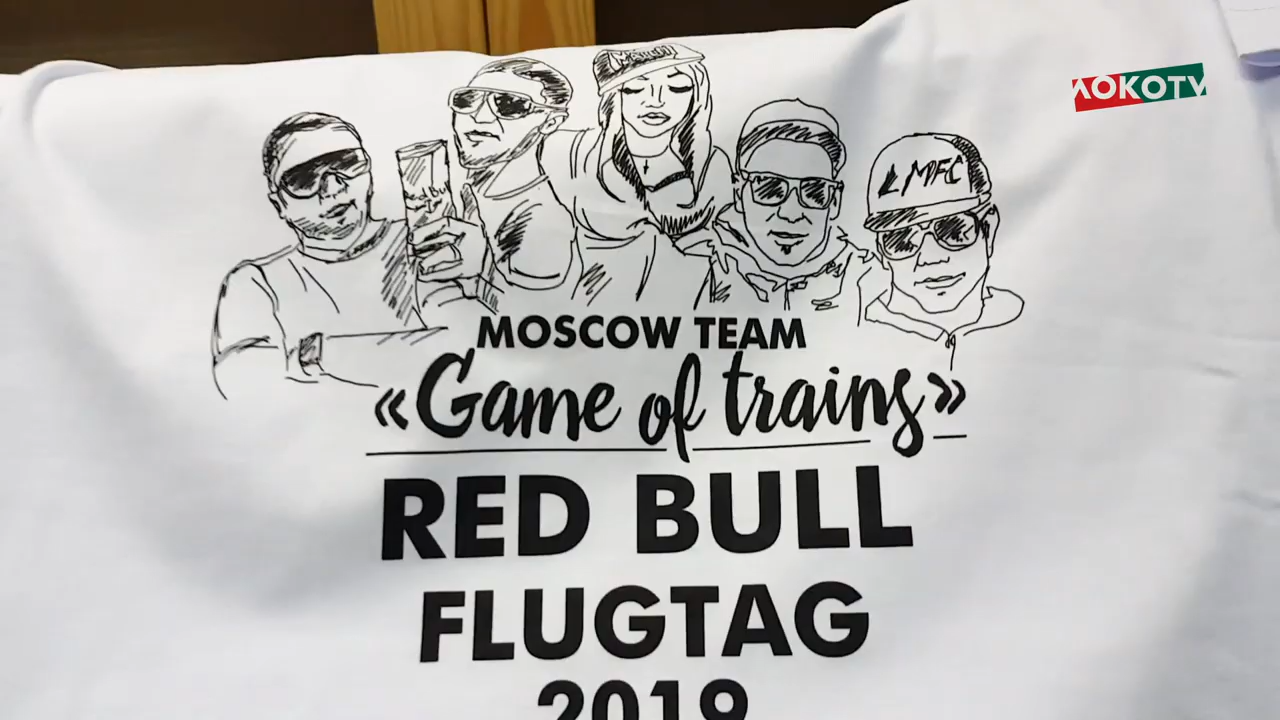 ЛОКОTV
LMFC
MOSCOW TEAM
«Game of trains»
RED BULL
FLUGTAG
2019